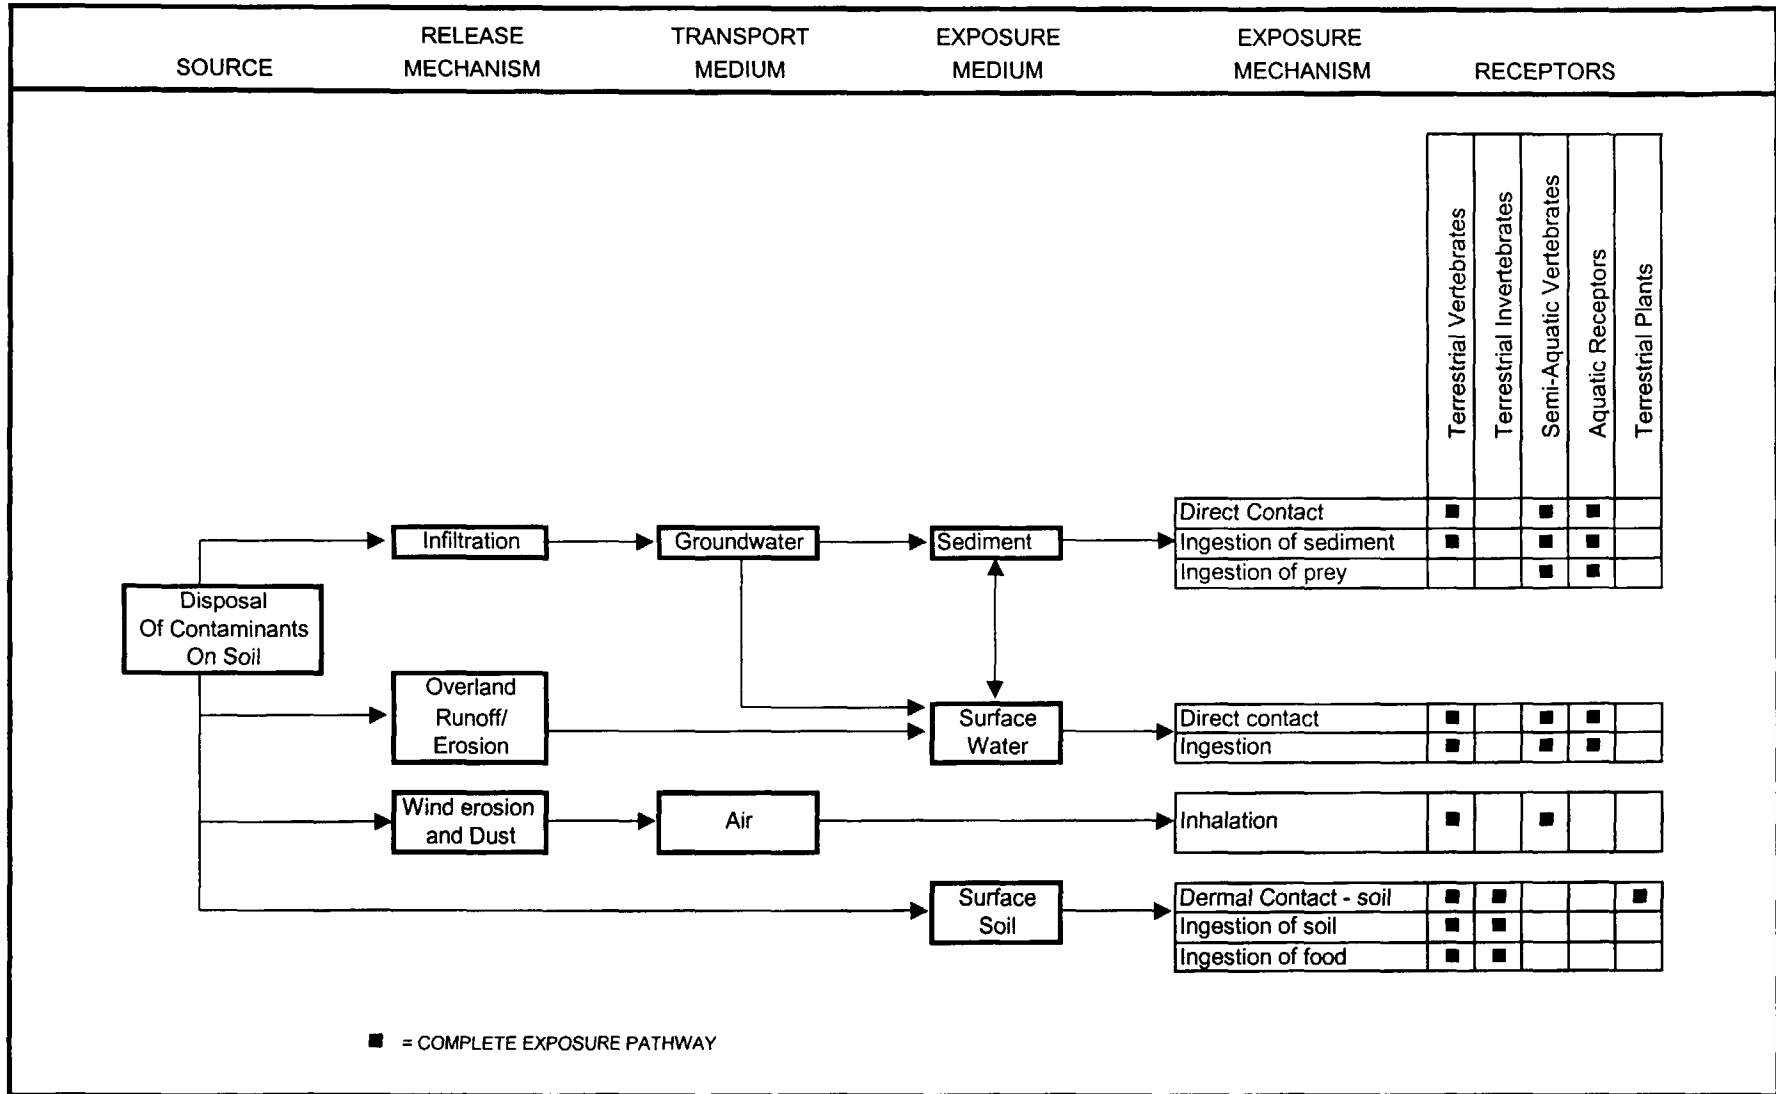 SOURCE
RELEASE
MECHANISM
TRANSPORT
MEDIUM
EXPOSURE
MEDIUM
EXPOSURE
MECHANISM
RECEPTORS
Terrestrial Vertebrates
Terrestrial Invertebrates
Semi-Aquatic Vertebrates
Aquatic Receptors
Terrestrial Plants
Disposal
Of Contaminants
On Soil
Infiltration
Groundwater
Sediment
Direct Contact
Ingestion of sediment
Ingestion of prey
Overland
Runoff/
Erosion
Surface
Water
Direct contact
Ingestion
Wind erosion
and Dust
Air
Inhalation
Surface
Soil
Dermal Contact - soil
Ingestion of soil
Ingestion of food
■ = COMPLETE EXPOSURE PATHWAY